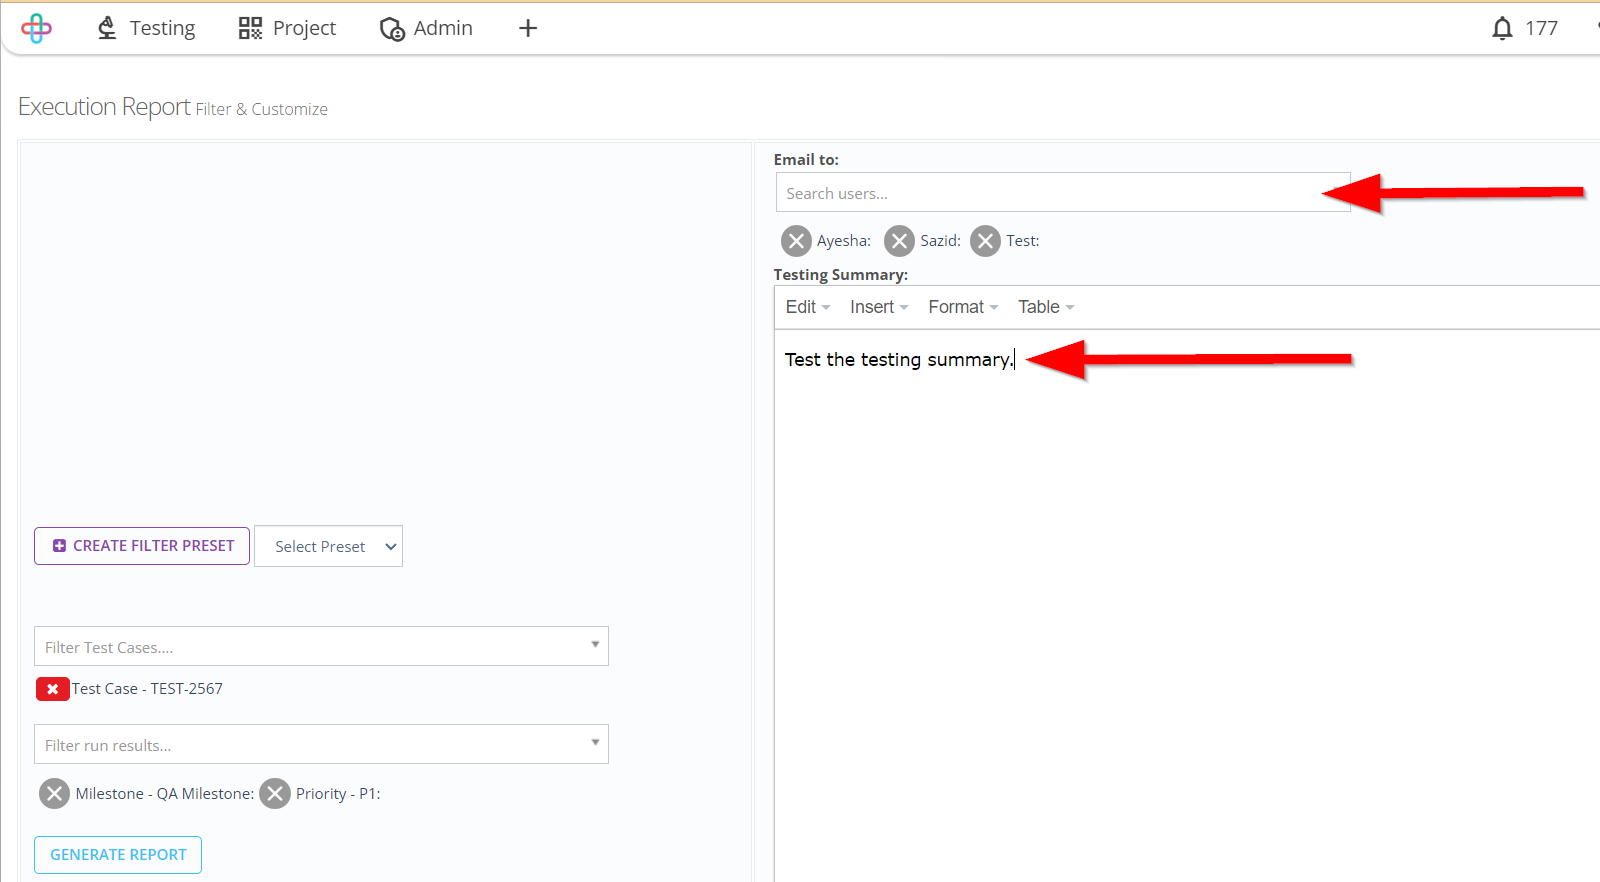 Testing Project Admin 177
Execution Report Filter & Customize
CREATE FILTER PRESET Select Preset
Filter Test Cases....
Test Case - TEST-2567
Filter run results...
Milestone - QA Milestone: Priority - P1:
GENERATE REPORT
Email to:
Search users...
Ayesha: Sazid: Test:
Testing Summary:
Edit Insert Format Table
Test the testing summary.